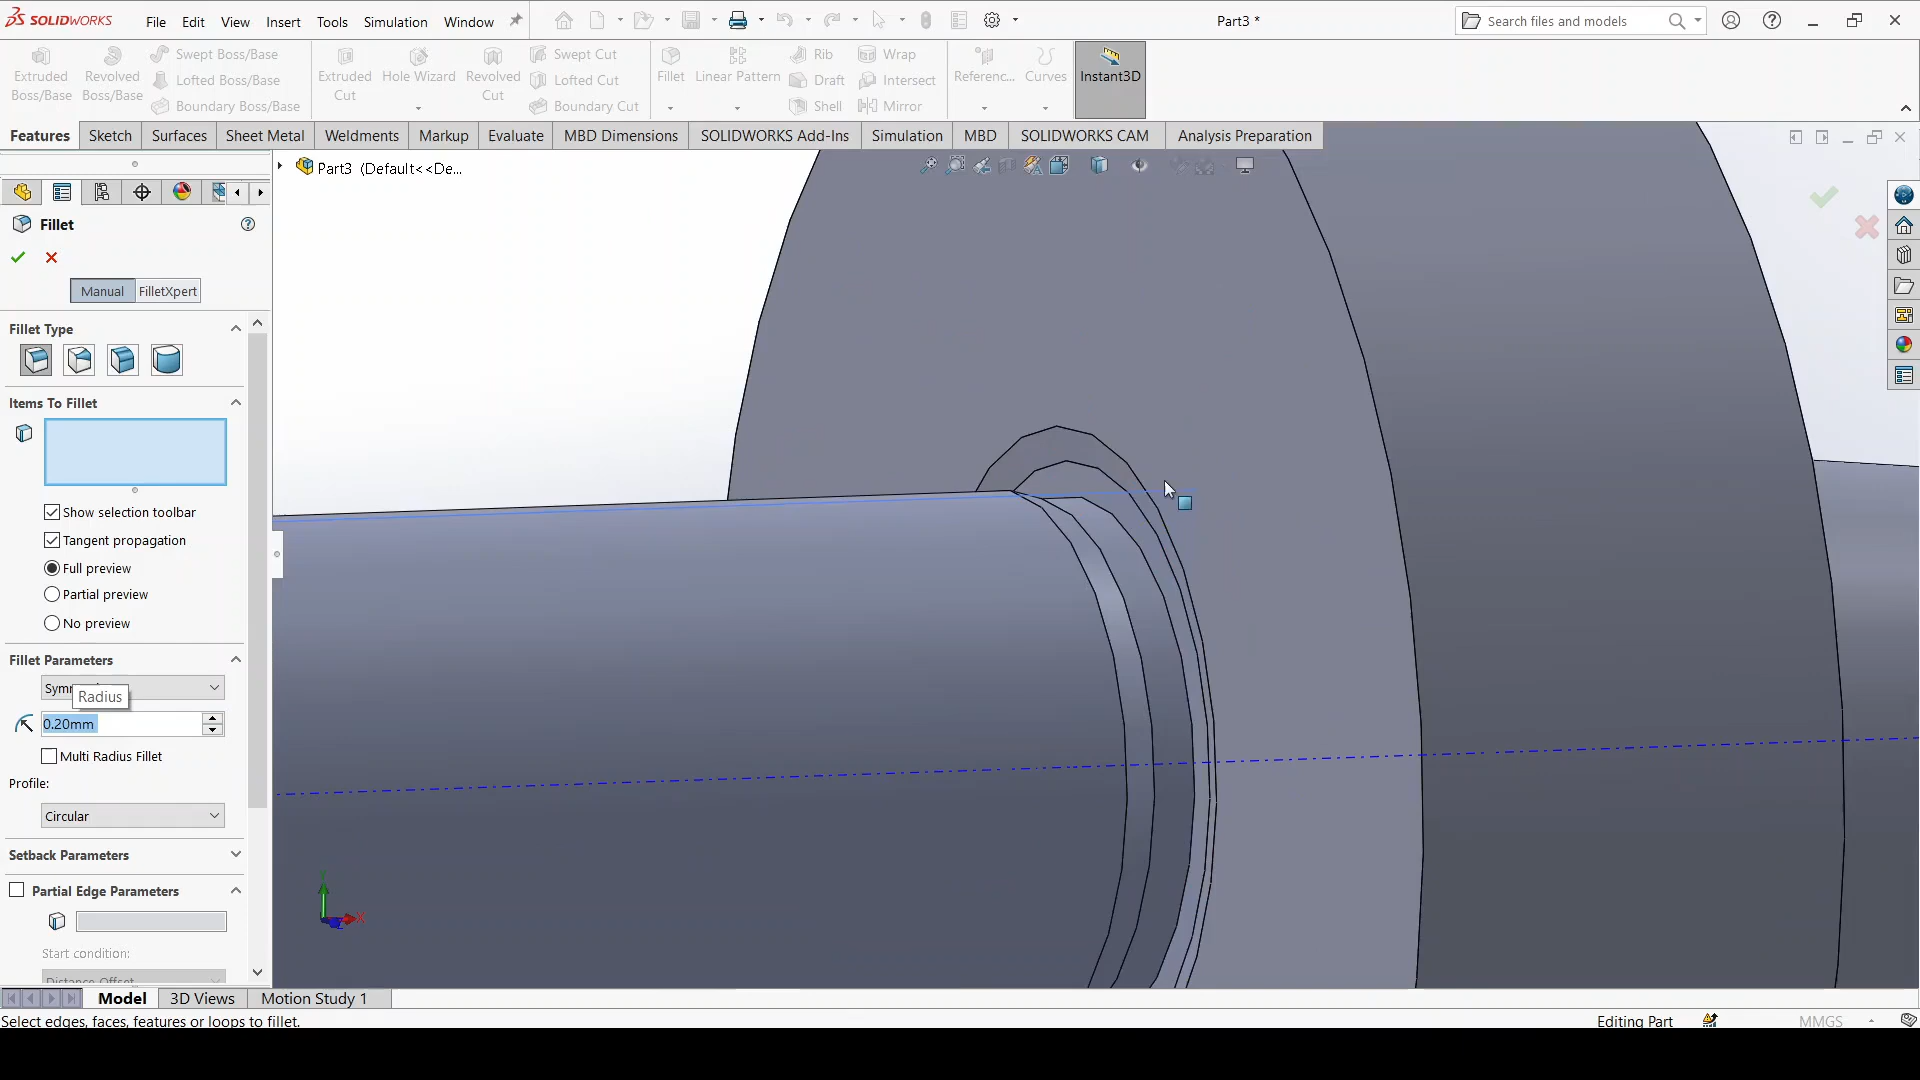 SOLIDWORKS File Edit View Insert Tools Simulation Window Part3 * Search files and models
Extruded Boss/Base
Revolved Boss/Base
Swept Boss/Base
Lofted Boss/Base
Boundary Boss/Base
Extruded Cut
Hole Wizard
Revolved Cut
Swept Cut
Lofted Cut
Boundary Cut
Fillet
Linear Pattern
Rib
Draft
Shell
Wrap
Intersect
Mirror
Referenc...
Curves
Instant3D
Features Sketch Surfaces Sheet Metal Weldments Markup Evaluate MBD Dimensions SOLIDWORKS Add-Ins Simulation MBD SOLIDWORKS CAM Analysis Preparation
Part3 (Default<<De...
Fillet
Manual FilletXpert
Fillet Type
Items To Fillet
Show selection toolbar
Tangent propagation
Full preview
Partial preview
No preview
Fillet Parameters
Radius
0.20mm
Multi Radius Fillet
Profile:
Circular
Setback Parameters
Partial Edge Parameters
Start condition:
Distance Offset
Model 3D Views Motion Study 1
Select edges, faces, features or loops to fillet. Editing Part MMGS